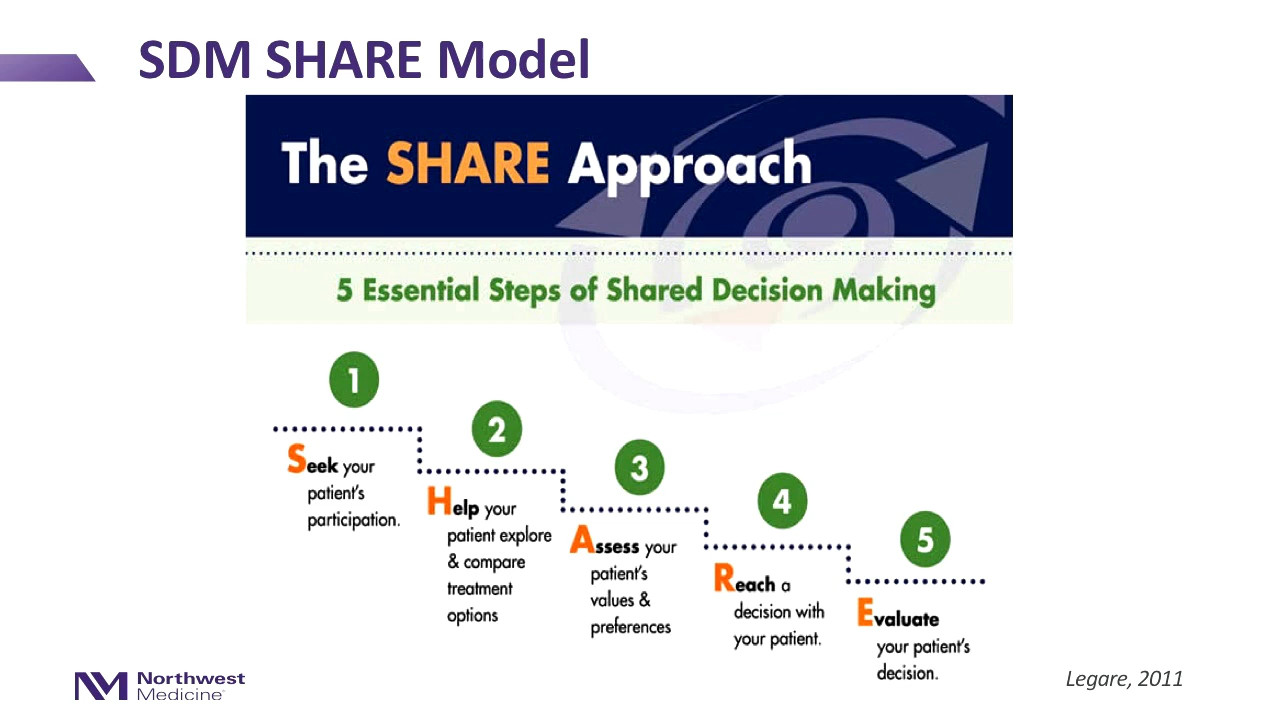 SDM SHARE Model
The SHARE Approach
5 Essential Steps of Shared Decision Making
1
Seek your
patient's
participation.
2
Help your
patient explore
& compare
treatment
options
3
Assess your
patient's
values &
preferences
4
Reach a
decision with
your patient.
5
Evaluate
your patient's
decision.
Northwest
Medicine
Legare, 2011